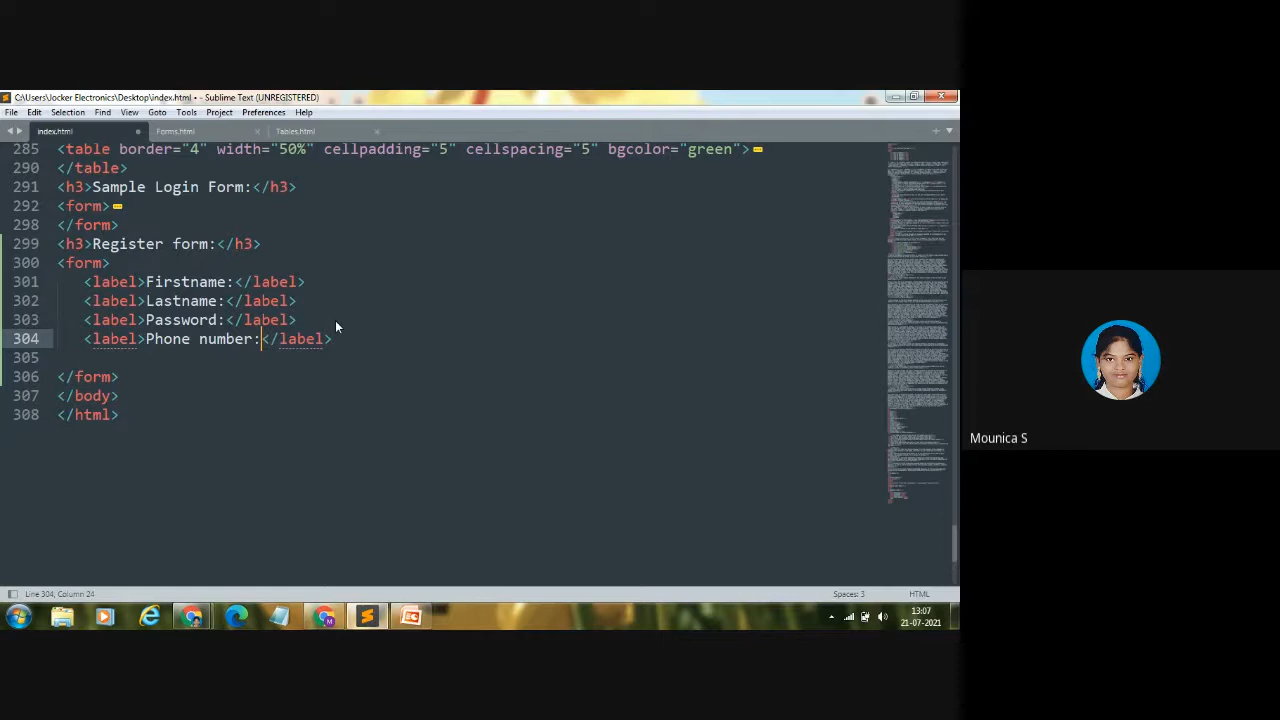 C:\Users\Jocker Electronics\Desktop\index.html • - Sublime Text (UNREGISTERED)
File Edit Selection Find View Goto Tools Project Preferences Help
index.html Forms.html Tables.html
285 <table border="4" width="50%" cellpadding="5" cellspacing="5" bgcolor="green">
290 </table>
291 <h3>Sample Login Form:</h3>
292 <form>
298 </form>
299 <h3>Register form:</h3>
300 <form>
301 <label>Firstname:</label>
302 <label>Lastname:</label>
303 <label>Password:</label>
304 <label>Phone number:</label>
305
306 </form>
307 </body>
308 </html>
Mounica S
Line 304, Column 24 Spaces: 3 HTML
13:07
21-07-2021